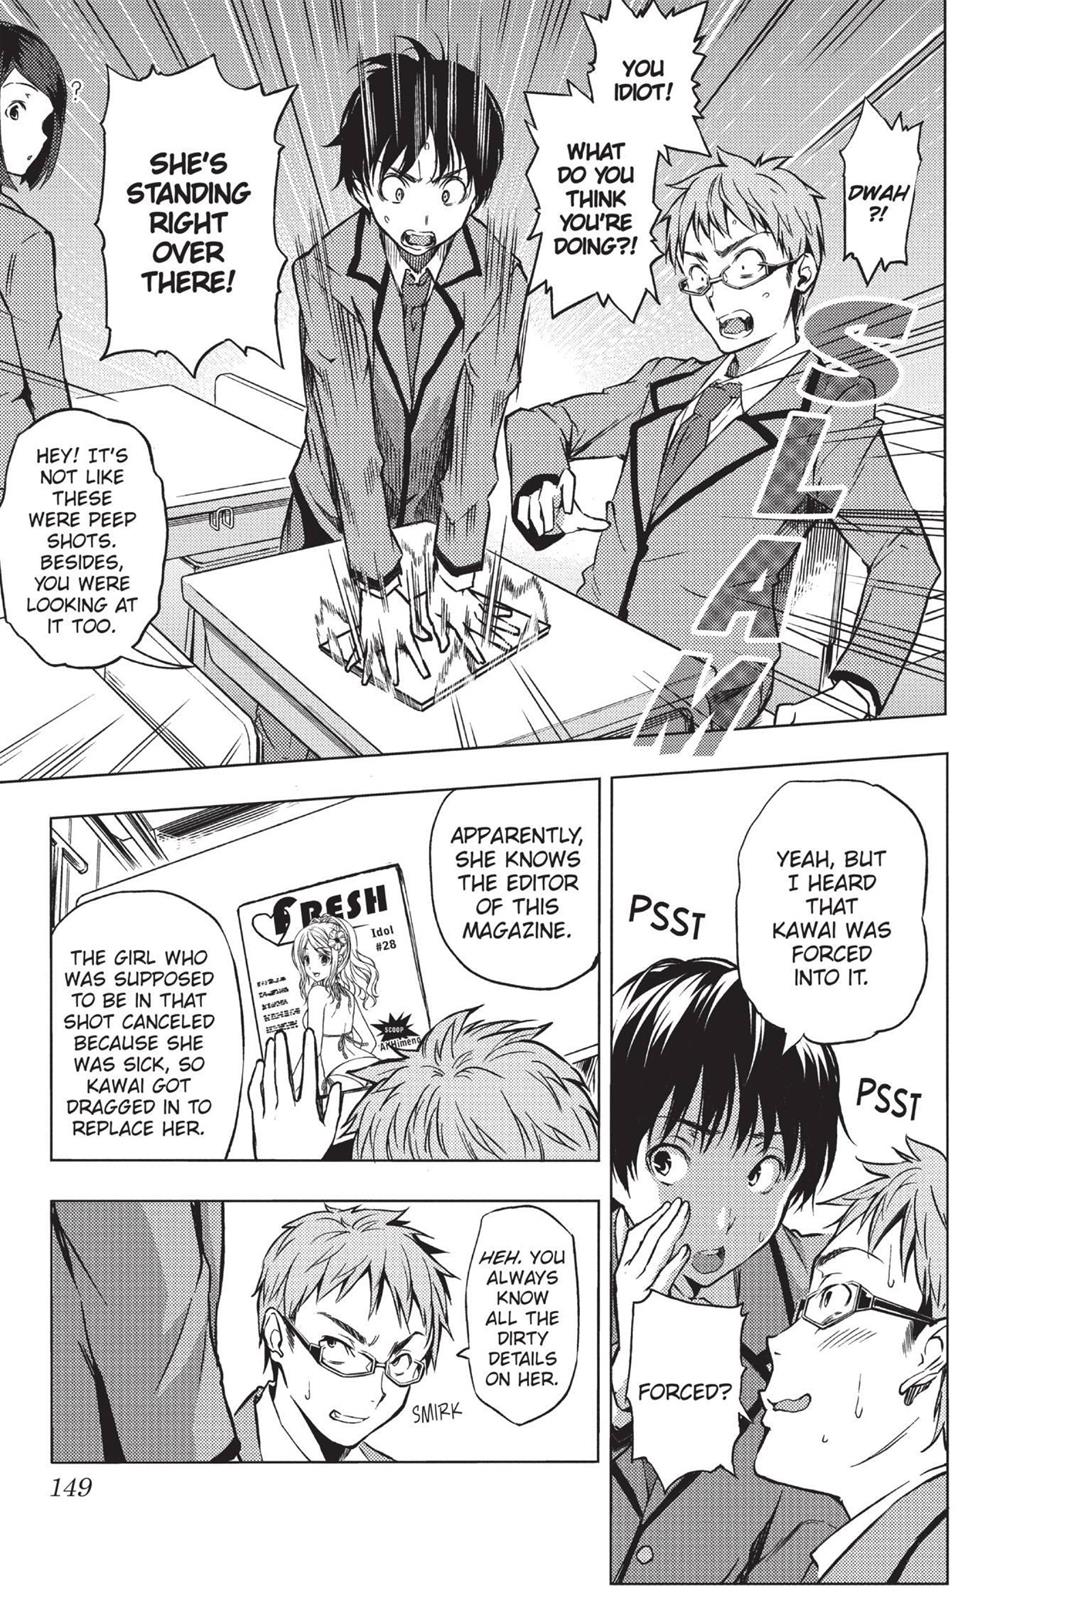 DWAH
?!
YOU
IDIOT!
WHAT
DO YOU
THINK
YOU'RE
DOING?!
SLAM
SHE'S
STANDING
RIGHT
OVER
THERE!
?
HEY! IT'S
NOT LIKE
THESE
WERE PEEP
SHOTS.
BESIDES,
YOU WERE
LOOKING AT
IT TOO.
YEAH, BUT
I HEARD
THAT
KAWAI WAS
FORCED
INTO IT.
PSST
PSST
FORCED?
APPARENTLY,
SHE KNOWS
THE EDITOR
OF THIS
MAGAZINE.
FRESH
Idol
#28
SCOOP
AKHimeno
THE GIRL WHO
WAS SUPPOSED
TO BE IN THAT
SHOT CANCELED
BECAUSE SHE
WAS SICK, SO
KAWAI GOT
DRAGGED IN TO
REPLACE HER.
HEH. YOU
ALWAYS
KNOW
ALL THE
DIRTY
DETAILS
ON HER.
SMIRK
149